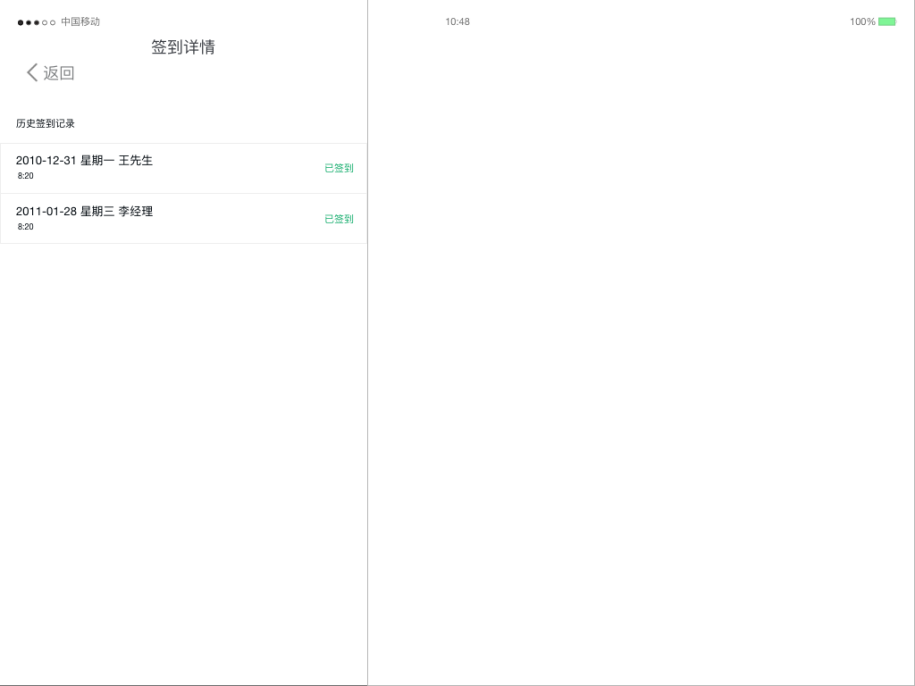 中国移动
10:48
100%
签到详情
返回
历史签到记录
2010-12-31 星期一 王先生
8:20
已签到
2011-01-28 星期三 李经理
8:20
已签到